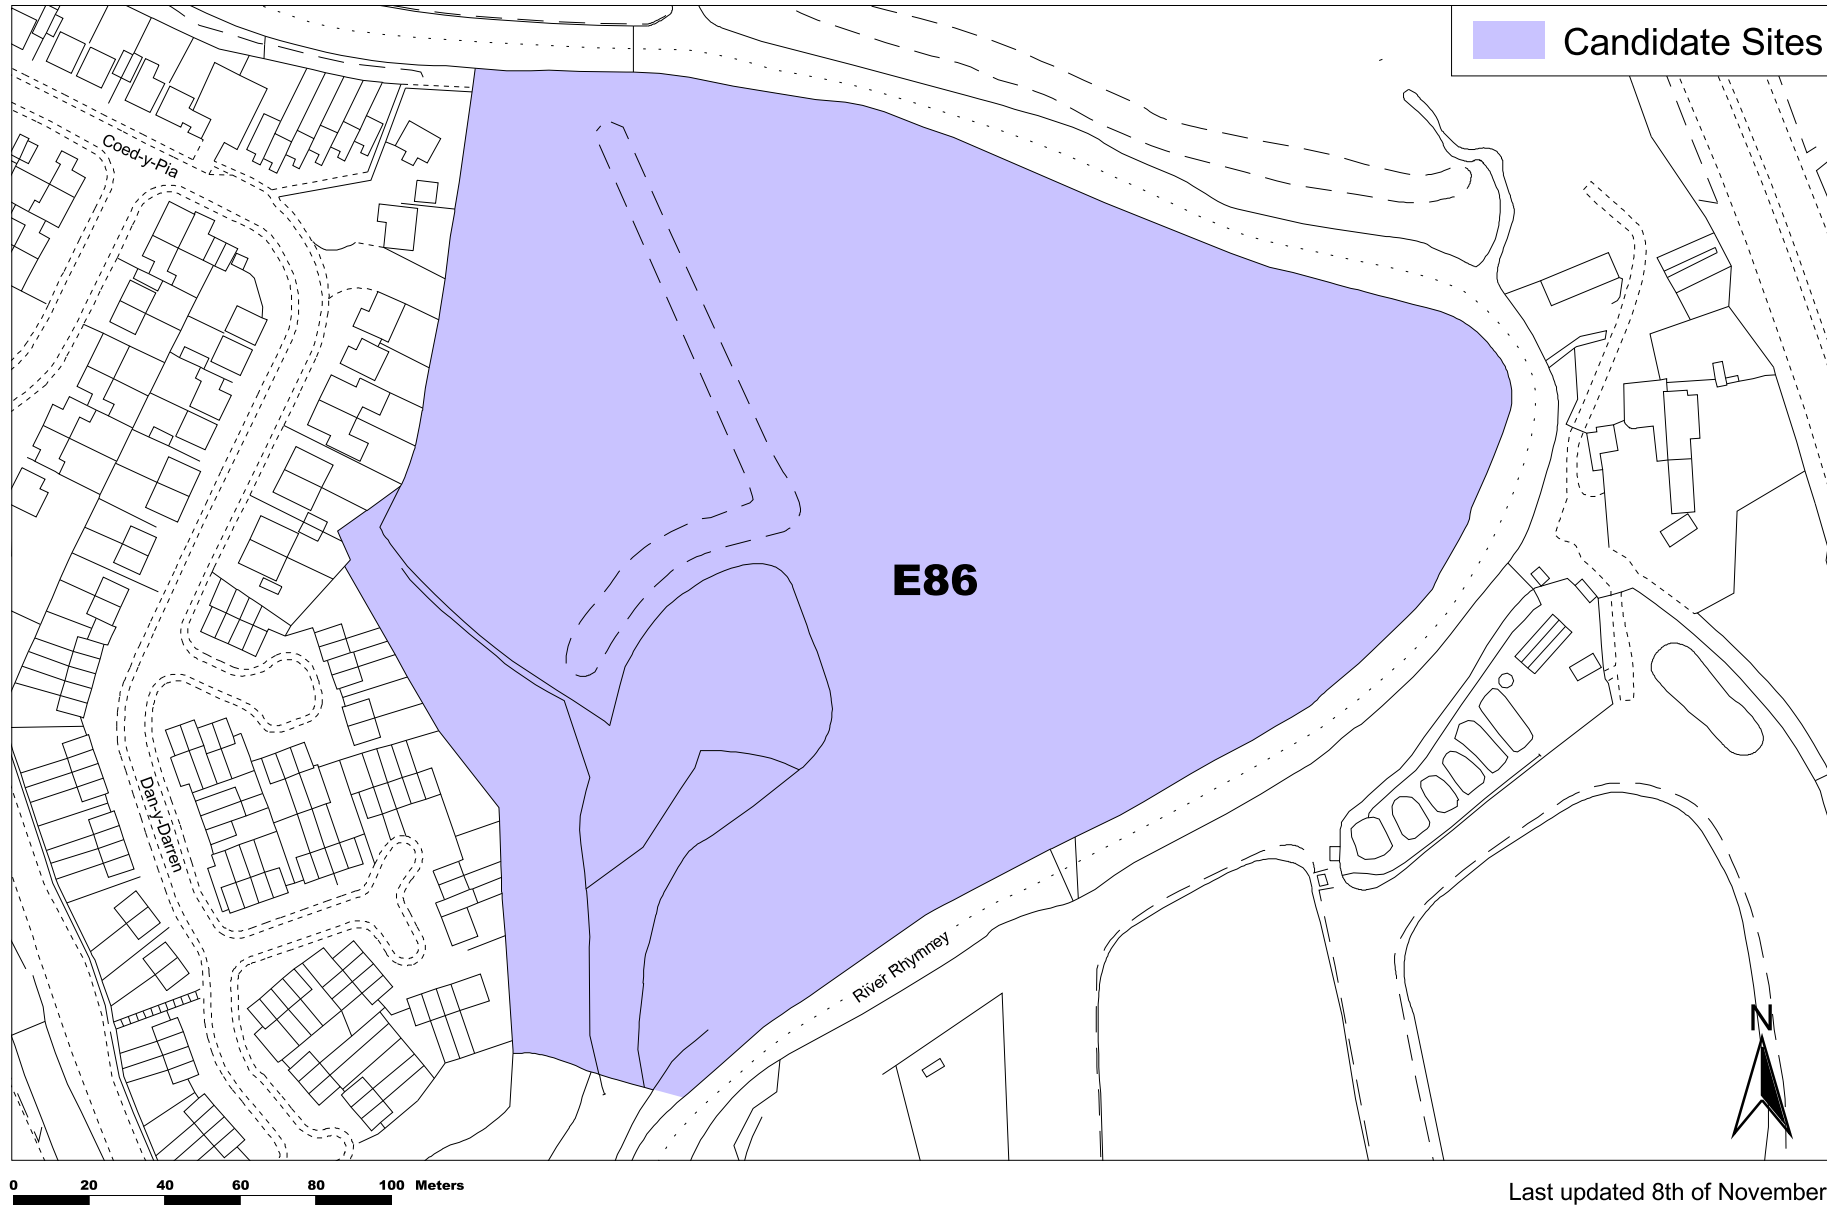 Candidate Sites
Coed-y-Pia
E86
Dan-y-Darren
River Rhymney
N
0 20 40 60 80 100 Meters
Last updated 8th of November